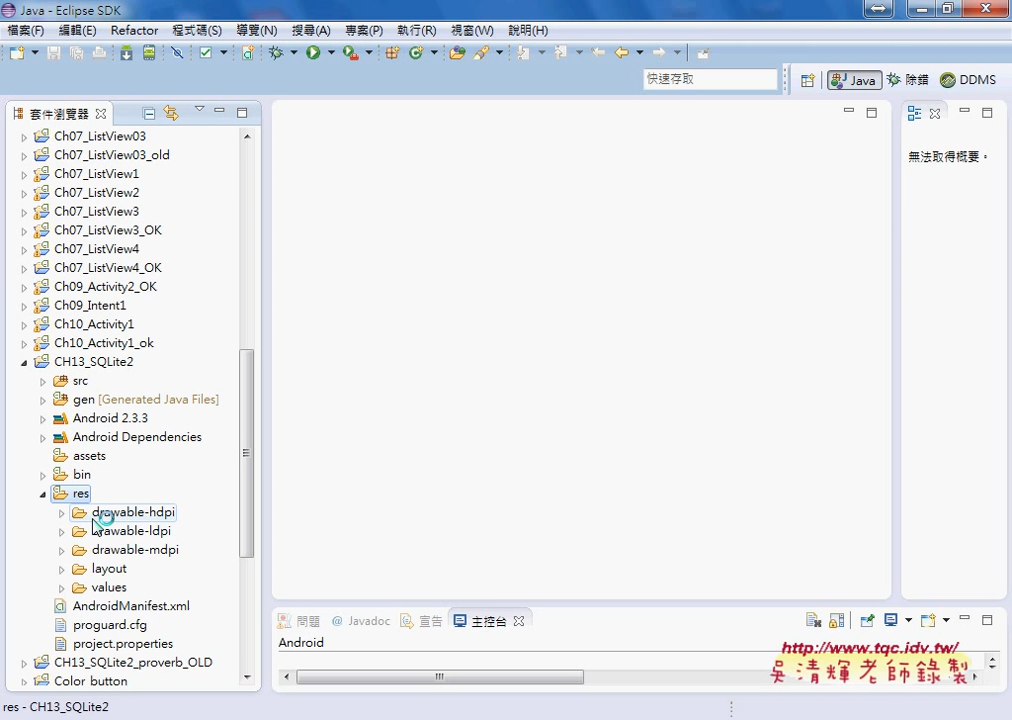 Java - Eclipse SDK
檔案(F) 編輯(E) Refactor 程式碼(S) 導覽(N) 搜尋(A) 專案(P) 執行(R) 視窗(W) 說明(H)
快速存取 Java 除錯 DDMS
套件瀏覽器
無法取得概要。
Ch07_ListView03
Ch07_ListView03_old
Ch07_ListView1
Ch07_ListView2
Ch07_ListView3
Ch07_ListView3_OK
Ch07_ListView4
Ch07_ListView4_OK
Ch09_Activity2_OK
Ch09_Intent1
Ch10_Activity1
Ch10_Activity1_ok
CH13_SQLite2
src
gen [Generated Java Files]
Android 2.3.3
Android Dependencies
assets
bin
res
drawable-hdpi
drawable-ldpi
drawable-mdpi
layout
values
AndroidManifest.xml
proguard.cfg
project.properties
CH13_SQLite2_proverb_OLD
Color button
問題 @ Javadoc 宣告 主控台
Android
http://www.tqc.idv.tw/
吳清輝老師錄製
res - CH13_SQLite2